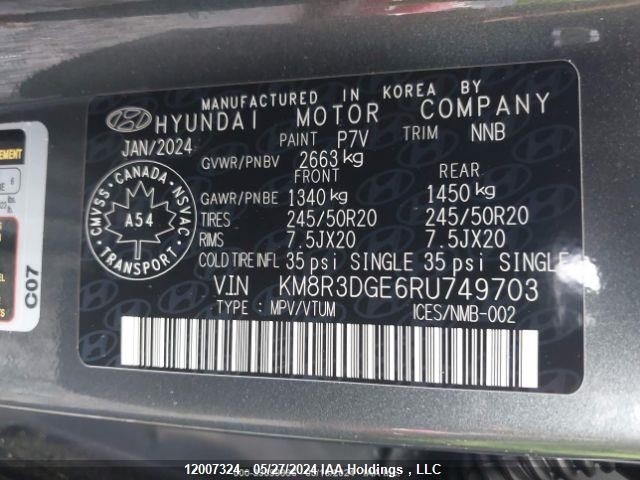 MANUFACTURED IN KOREA BY
HYUNDAI MOTOR COMPANY
JAN/2024 PAINT P7V TRIM NNB
GVWR/PNBV 2663 kg
FRONT REAR
GAWR/PNBE 1340 kg 1450 kg
TIRES 245/50R20 245/50R20
RIMS 7.5JX20 7.5JX20
COLD TIRE INFL 35 psi SINGLE 35 psi SINGLE
VIN KM8R3DGE6RU749703
TYPE : MPV/VTUM ICES/NMB-002
CMVSS · CANADA · NSVAC
A54
TRANSPORT
C07
12007324 - 05/27/2024 IAA Holdings , LLC